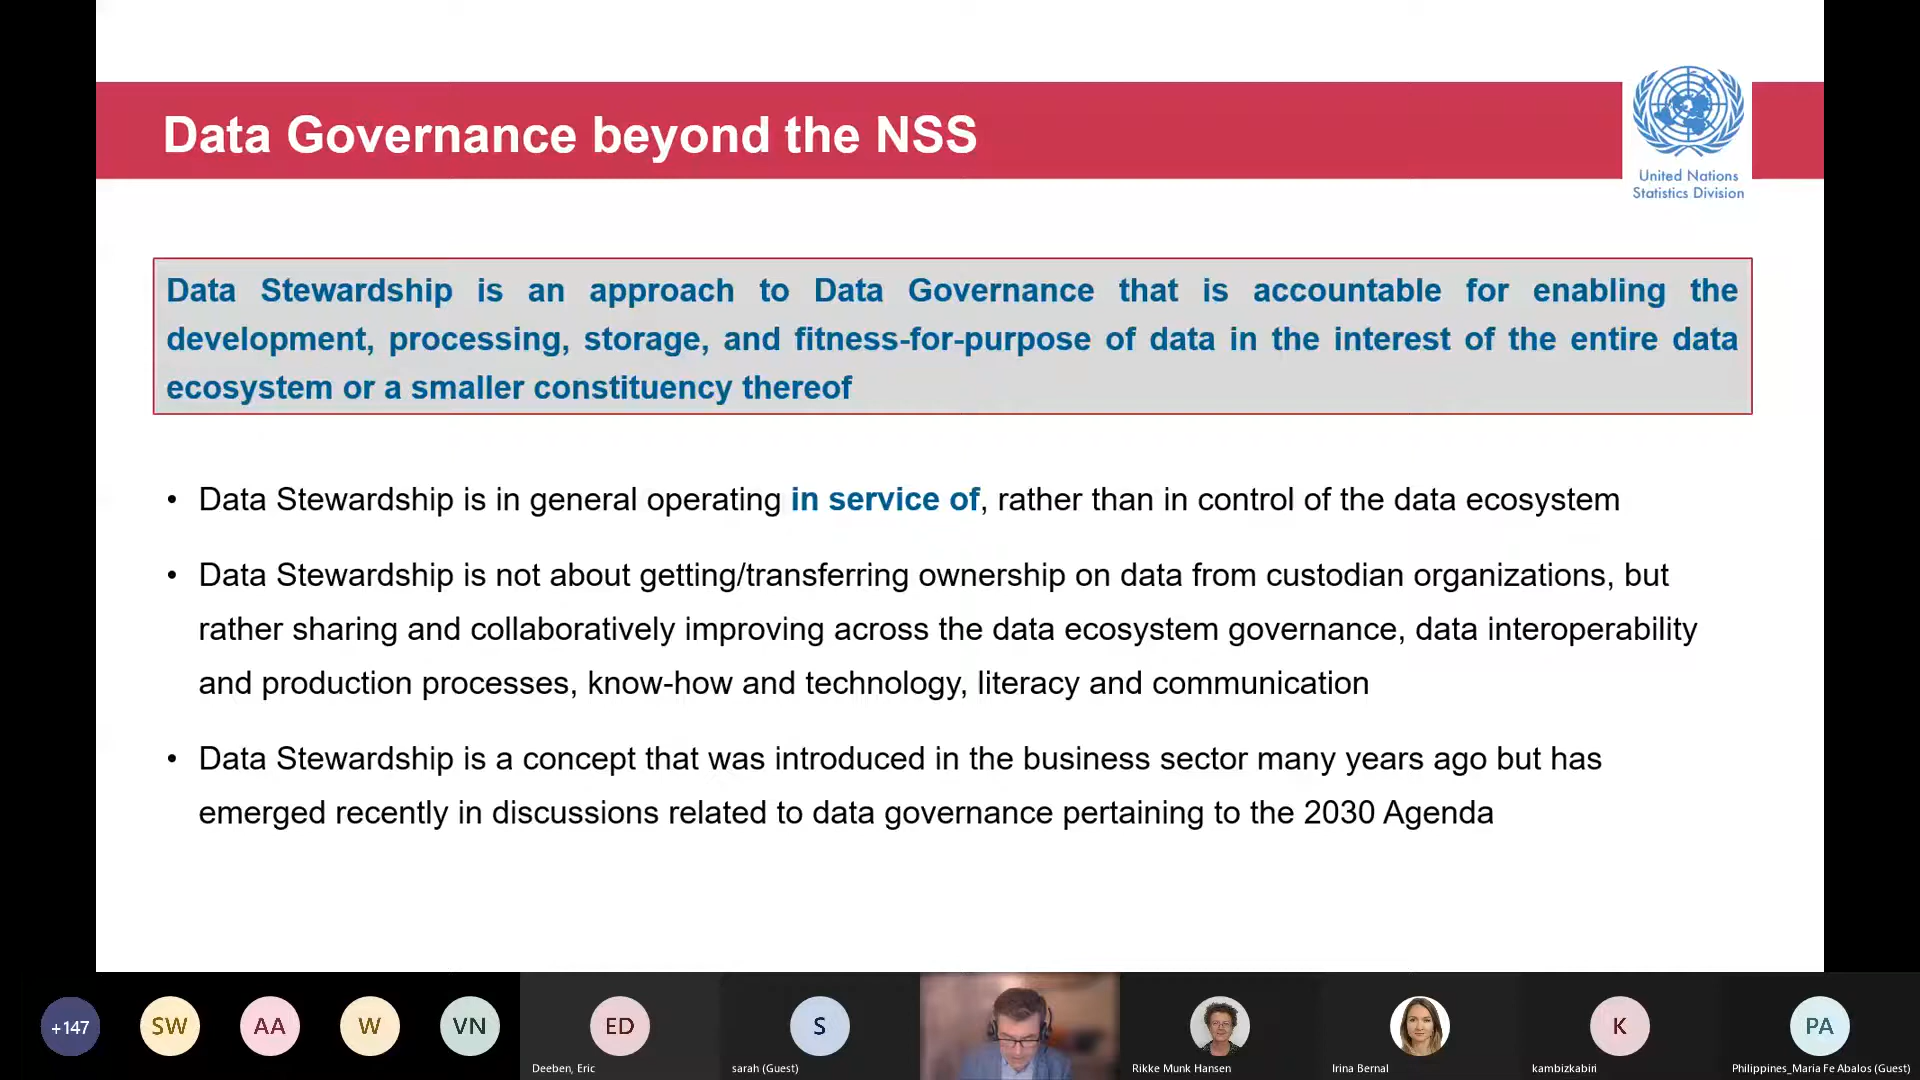 Data Governance beyond the NSS
United Nations
Statistics Division
Data Stewardship is an approach to Data Governance that is accountable for enabling the
development, processing, storage, and fitness-for-purpose of data in the interest of the entire data
ecosystem or a smaller constituency thereof
• Data Stewardship is in general operating in service of, rather than in control of the data ecosystem
• Data Stewardship is not about getting/transferring ownership on data from custodian organizations, but
rather sharing and collaboratively improving across the data ecosystem governance, data interoperability
and production processes, know-how and technology, literacy and communication
• Data Stewardship is a concept that was introduced in the business sector many years ago but has
emerged recently in discussions related to data governance pertaining to the 2030 Agenda
+147
SW
AA
W
VN
ED
Deeben, Eric
S
sarah (Guest)
Rikke Munk Hansen
Irina Bernal
K
kambizkabiri
PA
Philippines_Maria Fe Abalos (Guest)